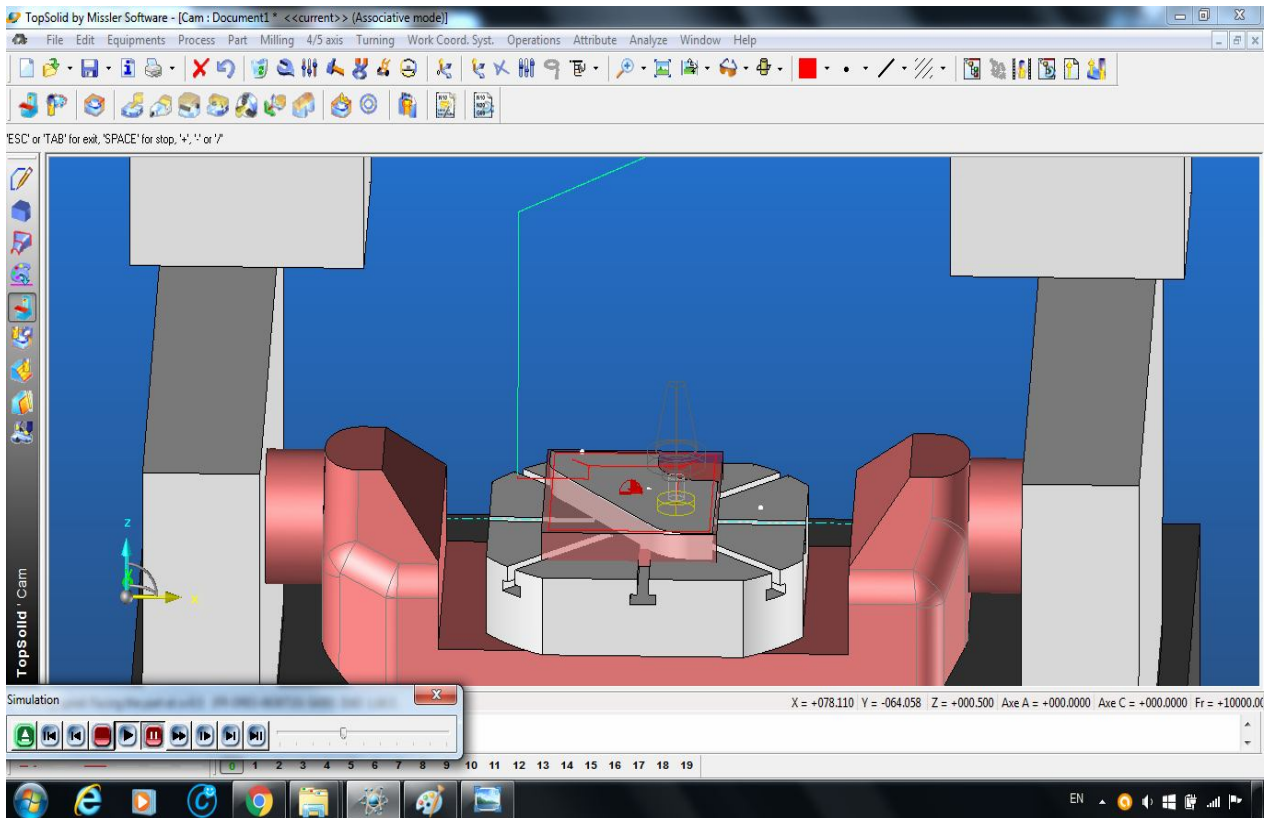 TopSolid by Missler Software - [Cam : Document1 * <<current>> (Associative mode)]
File Edit Equipments Process Part Milling 4/5 axis Turning Work Coord. Syst. Operations Attribute Analyze Window Help
'ESC' or 'TAB' for exit, 'SPACE' for stop, '+', '-' or '/'
z
x
TopSolid ' Cam
Simulation
X = +078.110 Y = -064.058 Z = +000.500 Axe A = +000.0000 Axe C = +000.0000 Fr = +10000.00
0 1 2 3 4 5 6 7 8 9 10 11 12 13 14 15 16 17 18 19
EN